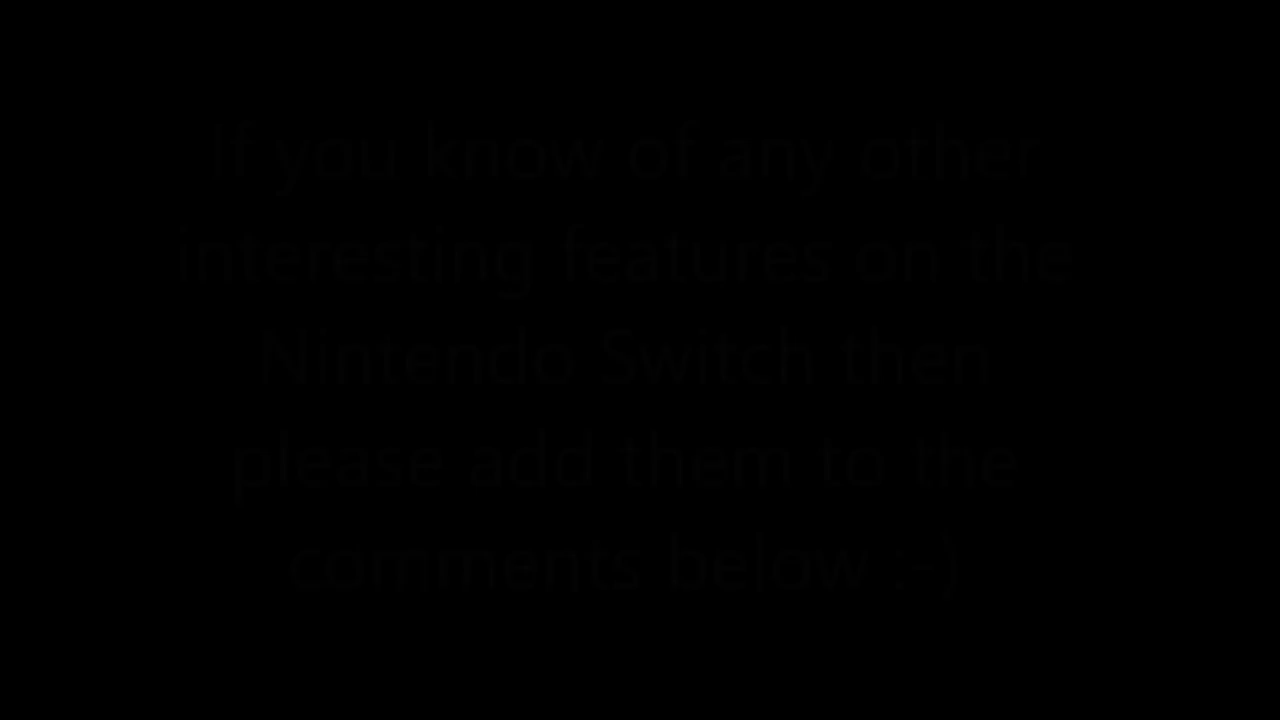 If you know of any other
interesting features on the
Nintendo Switch then
please add them to the
comments below :-)